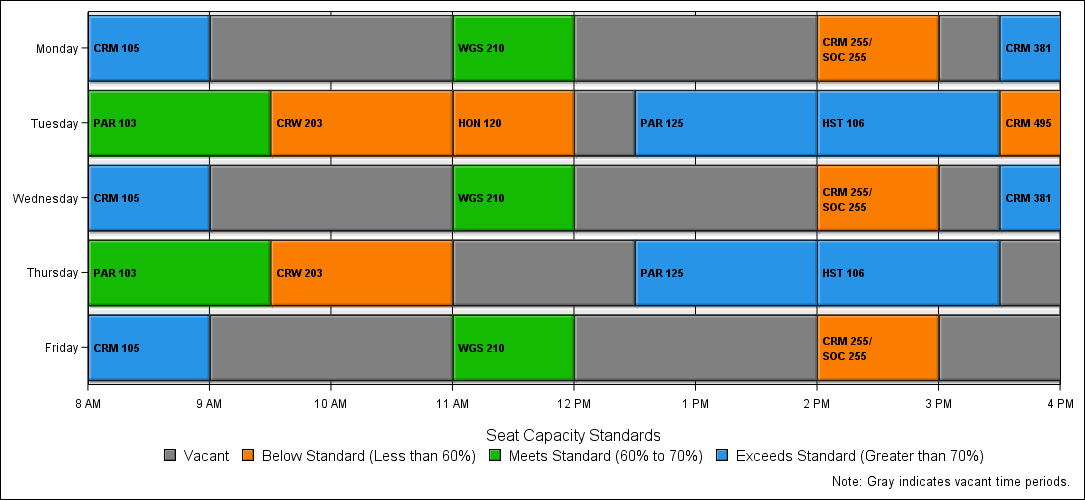 Monday
CRM 105
WGS 210
CRM 255/
SOC 255
CRM 381
Tuesday
PAR 103
CRW 203
HON 120
PAR 125
HST 106
CRM 495
Wednesday
CRM 105
WGS 210
CRM 255/
SOC 255
CRM 381
Thursday
PAR 103
CRW 203
PAR 125
HST 106
Friday
CRM 105
WGS 210
CRM 255/
SOC 255
8 AM 9 AM 10 AM 11 AM 12 PM 1 PM 2 PM 3 PM 4 PM
Seat Capacity Standards
Vacant Below Standard (Less than 60%) Meets Standard (60% to 70%) Exceeds Standard (Greater than 70%)
Note: Gray indicates vacant time periods.